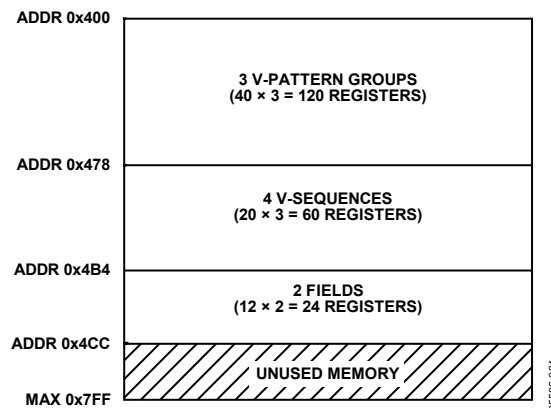 ADDR 0x400
3 V-PATTERN GROUPS
(40 × 3 = 120 REGISTERS)
ADDR 0x478
4 V-SEQUENCES
(20 × 3 = 60 REGISTERS)
ADDR 0x4B4
2 FIELDS
(12 × 2 = 24 REGISTERS)
ADDR 0x4CC
UNUSED MEMORY
MAX 0x7FF